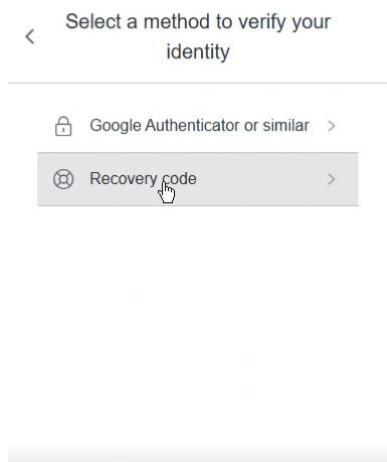 Select a method to verify your
identity
Google Authenticator or similar
Recovery code